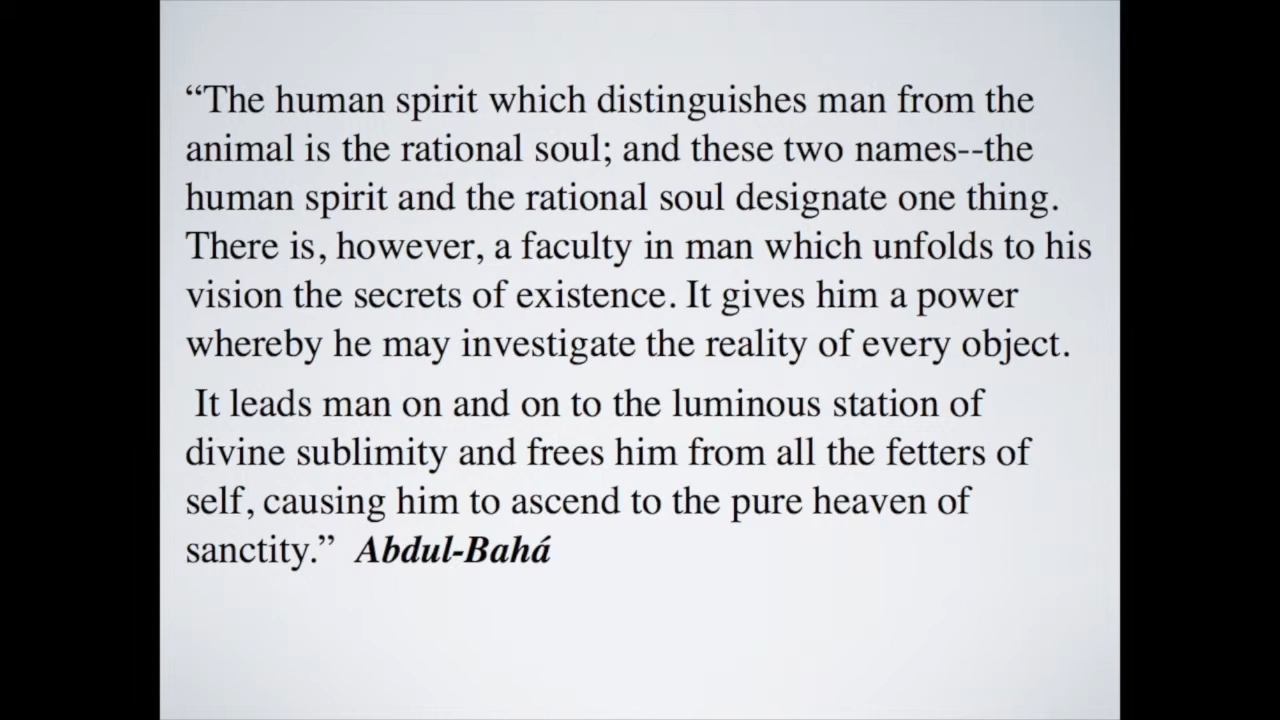 “The human spirit which distinguishes man from the
animal is the rational soul; and these two names--the
human spirit and the rational soul designate one thing.
There is, however, a faculty in man which unfolds to his
vision the secrets of existence. It gives him a power
whereby he may investigate the reality of every object.
It leads man on and on to the luminous station of
divine sublimity and frees him from all the fetters of
self, causing him to ascend to the pure heaven of
sanctity.” Abdul-Bahá